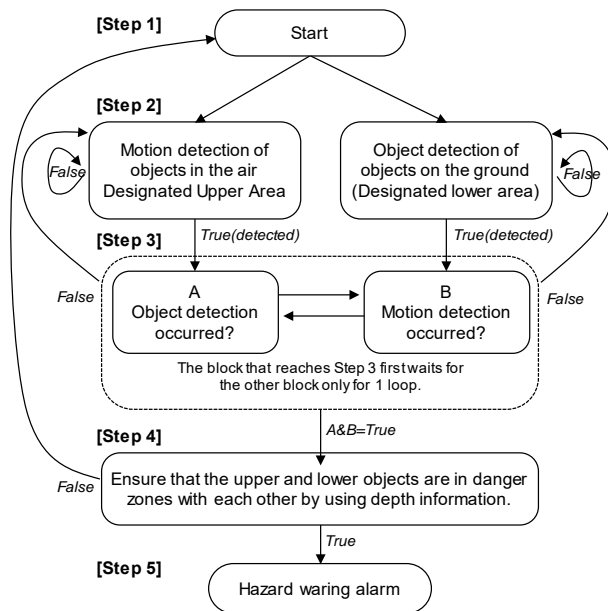 [Step 1]
Start
[Step 2]
Motion detection of
objects in the air
Designated Upper Area
False
Object detection of
objects on the ground
(Designated lower area)
False
True(detected)
True(detected)
[Step 3]
False
A
Object detection
occurred?
B
Motion detection
occurred?
False
The block that reaches Step 3 first waits for
the other block only for 1 loop.
A&B=True
[Step 4]
False
Ensure that the upper and lower objects are in danger
zones with each other by using depth information.
True
[Step 5]
Hazard waring alarm